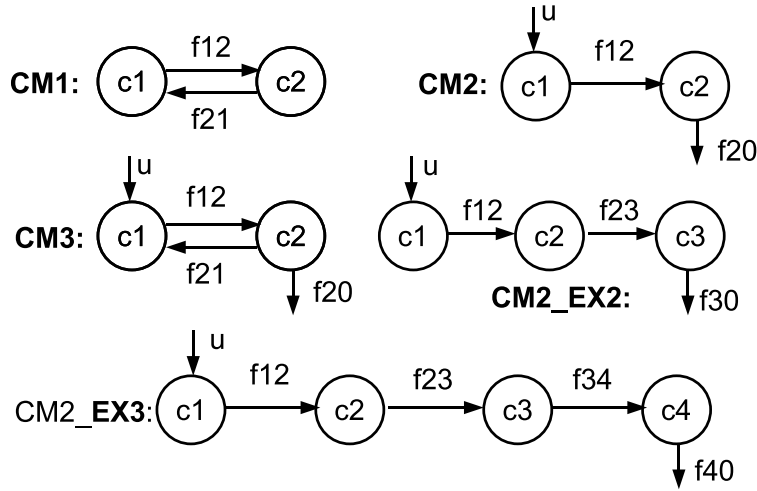 CM1: c1 f12 f21 c2
CM2: u c1 f12 c2 f20
CM3: u c1 f12 f21 c2 f20
u c1 f12 c2 f23 c3 f30
CM2_EX2:
CM2_EX3: u c1 f12 c2 f23 c3 f34 c4 f40